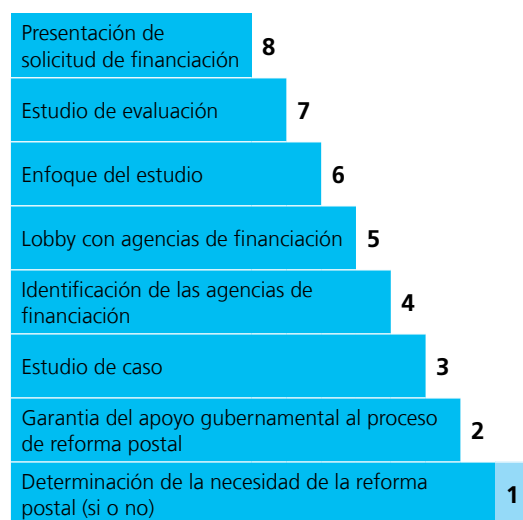 Presentación de
solicitud de financiación 8
Estudio de evaluación 7
Enfoque del estudio 6
Lobby con agencias de financiación 5
Identificación de las agencias de
financiación 4
Estudio de caso 3
Garantia del apoyo gubernamental al proceso
de reforma postal 2
Determinación de la necesidad de la reforma
postal (si o no) 1